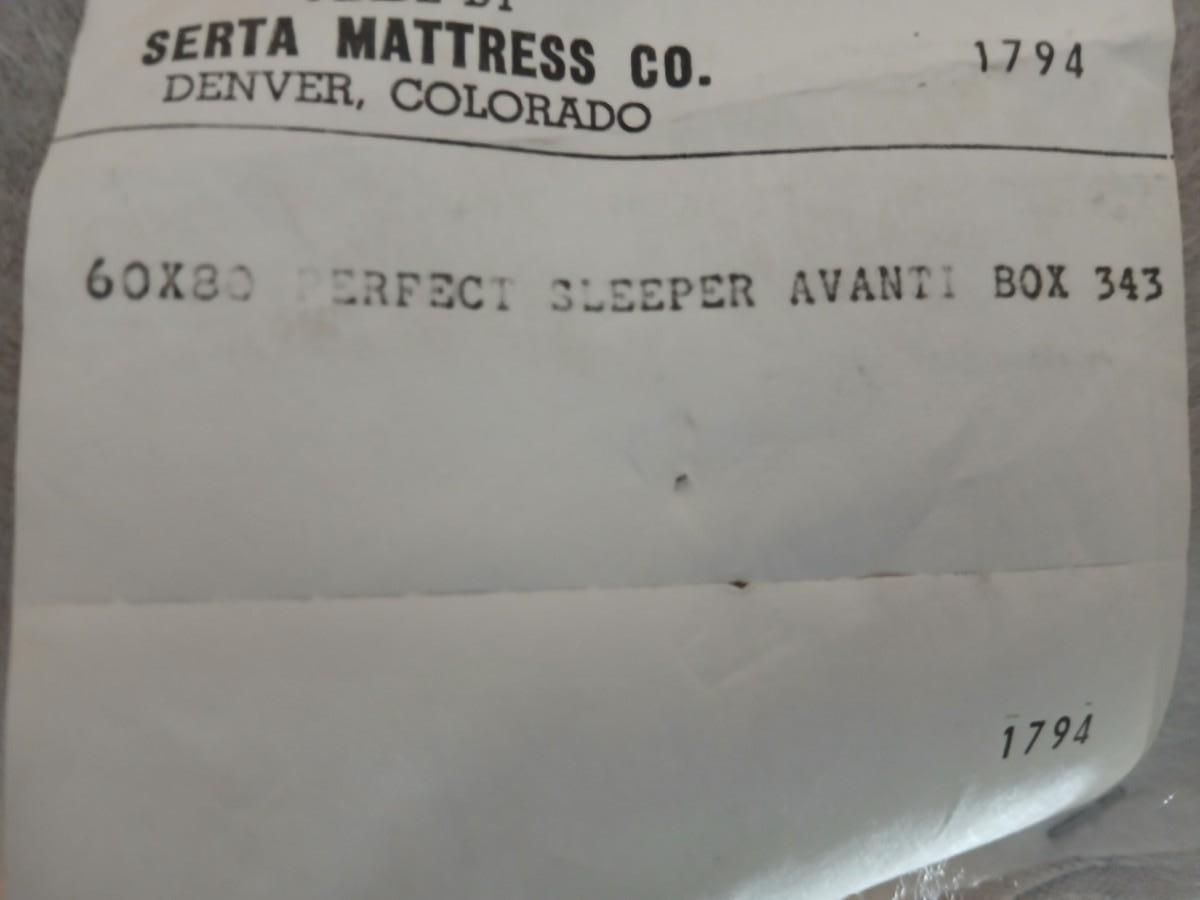 SERTA MATTRESS CO. 1794
DENVER, COLORADO
60X80 PERFECT SLEEPER AVANTI BOX 343
1794